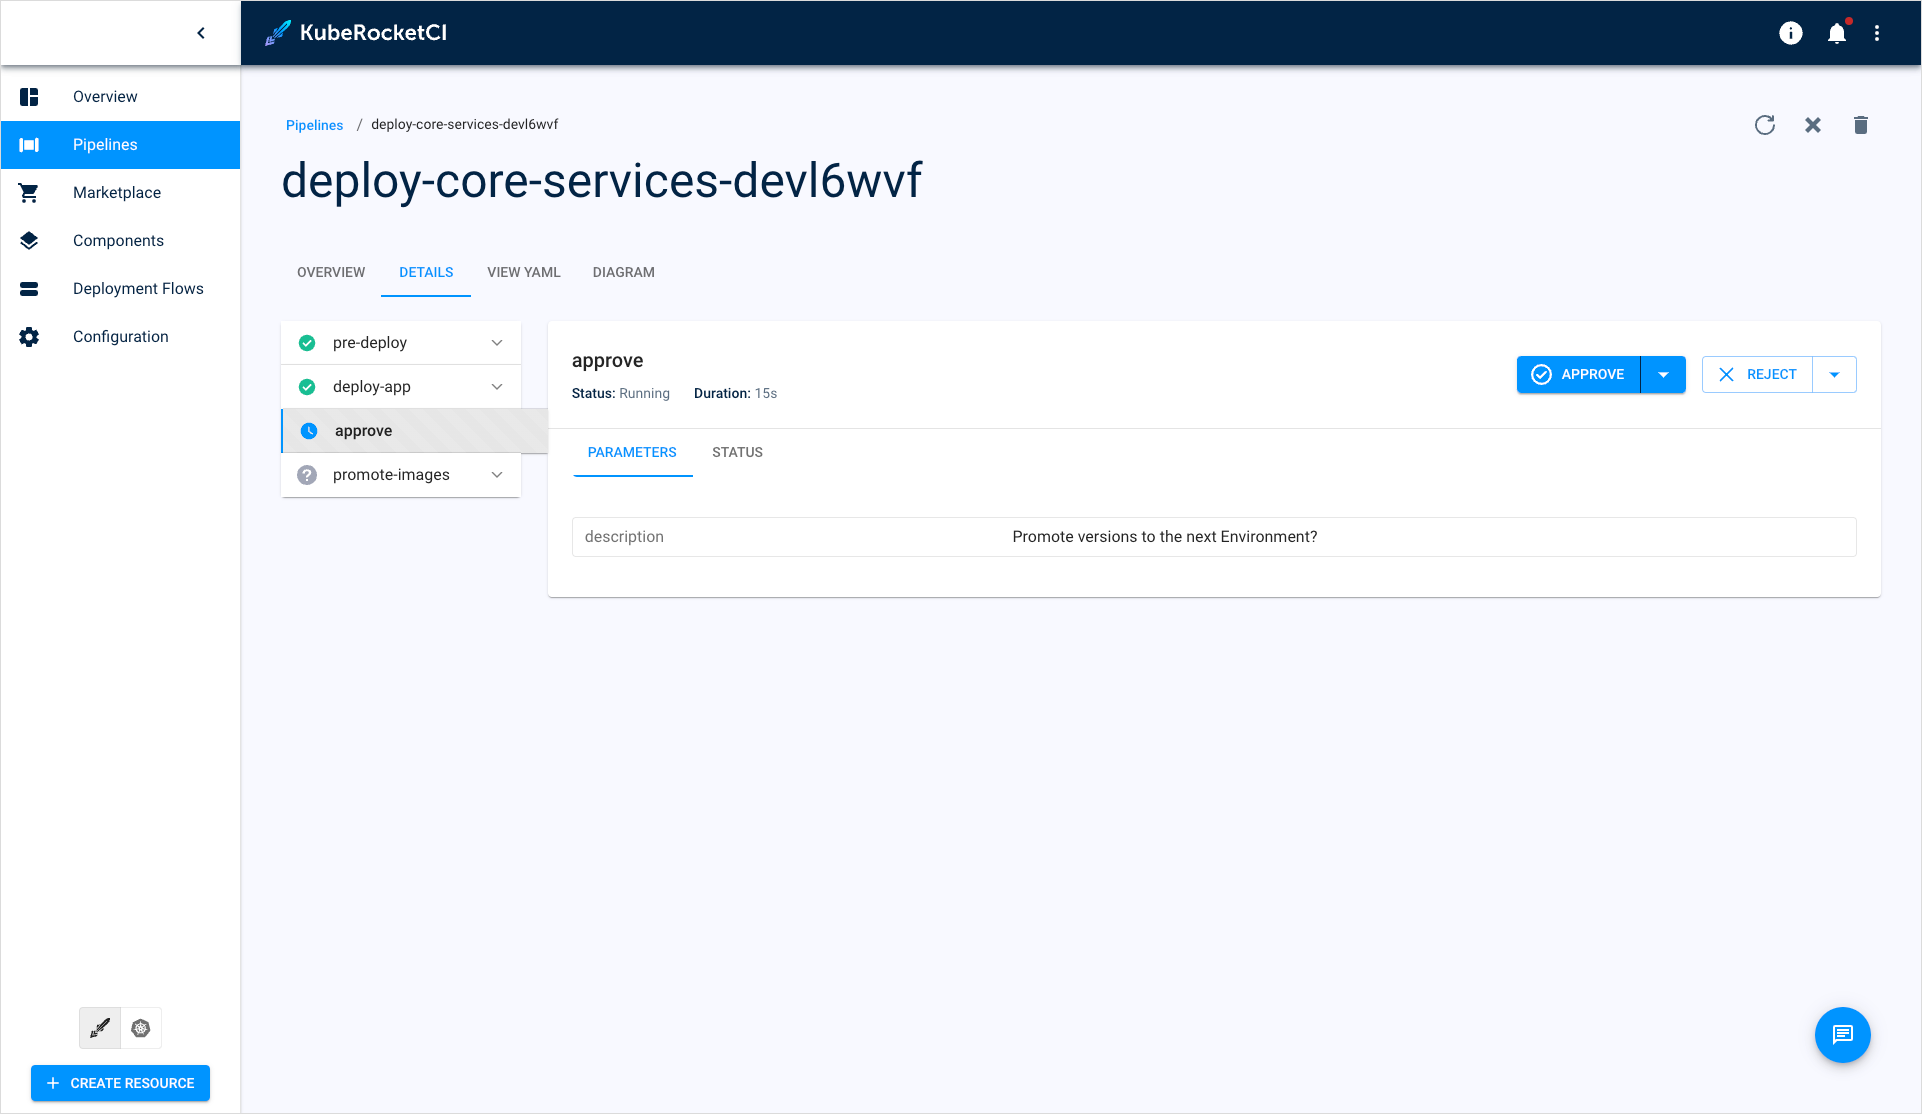 KubeRocketCI
Overview
Pipelines
Marketplace
Components
Deployment Flows
Configuration
CREATE RESOURCE
Pipelines / deploy-core-services-devl6wvf
deploy-core-services-devl6wvf
OVERVIEW DETAILS VIEW YAML DIAGRAM
pre-deploy
deploy-app
approve
promote-images
approve
Status: Running Duration: 15s
APPROVE REJECT
PARAMETERS STATUS
description Promote versions to the next Environment?